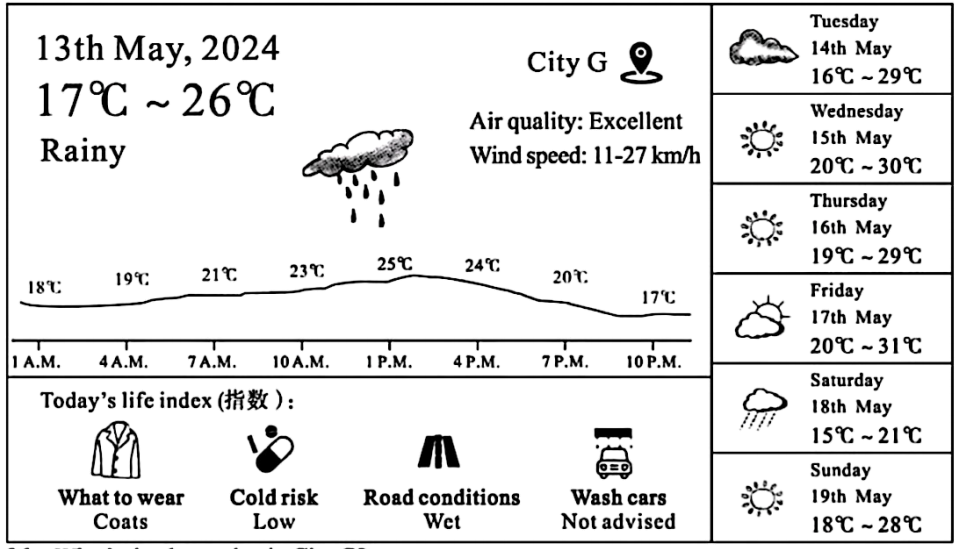 13th May, 2024
17℃ ~ 26℃
Rainy
City G
Air quality: Excellent
Wind speed: 11-27 km/h
18℃ 19℃ 21℃ 23℃ 25℃ 24℃ 20℃ 17℃
1 A.M. 4 A.M. 7 A.M. 10 A.M. 1 P.M. 4 P.M. 7 P.M. 10 P.M.
Today's life index (指数):
What to wear
Coats
Cold risk
Low
Road conditions
Wet
Wash cars
Not advised
Tuesday
14th May
16℃ ~ 29℃
Wednesday
15th May
20℃ ~ 30℃
Thursday
16th May
19℃ ~ 29℃
Friday
17th May
20℃ ~ 31℃
Saturday
18th May
15℃ ~ 21℃
Sunday
19th May
18℃ ~ 28℃